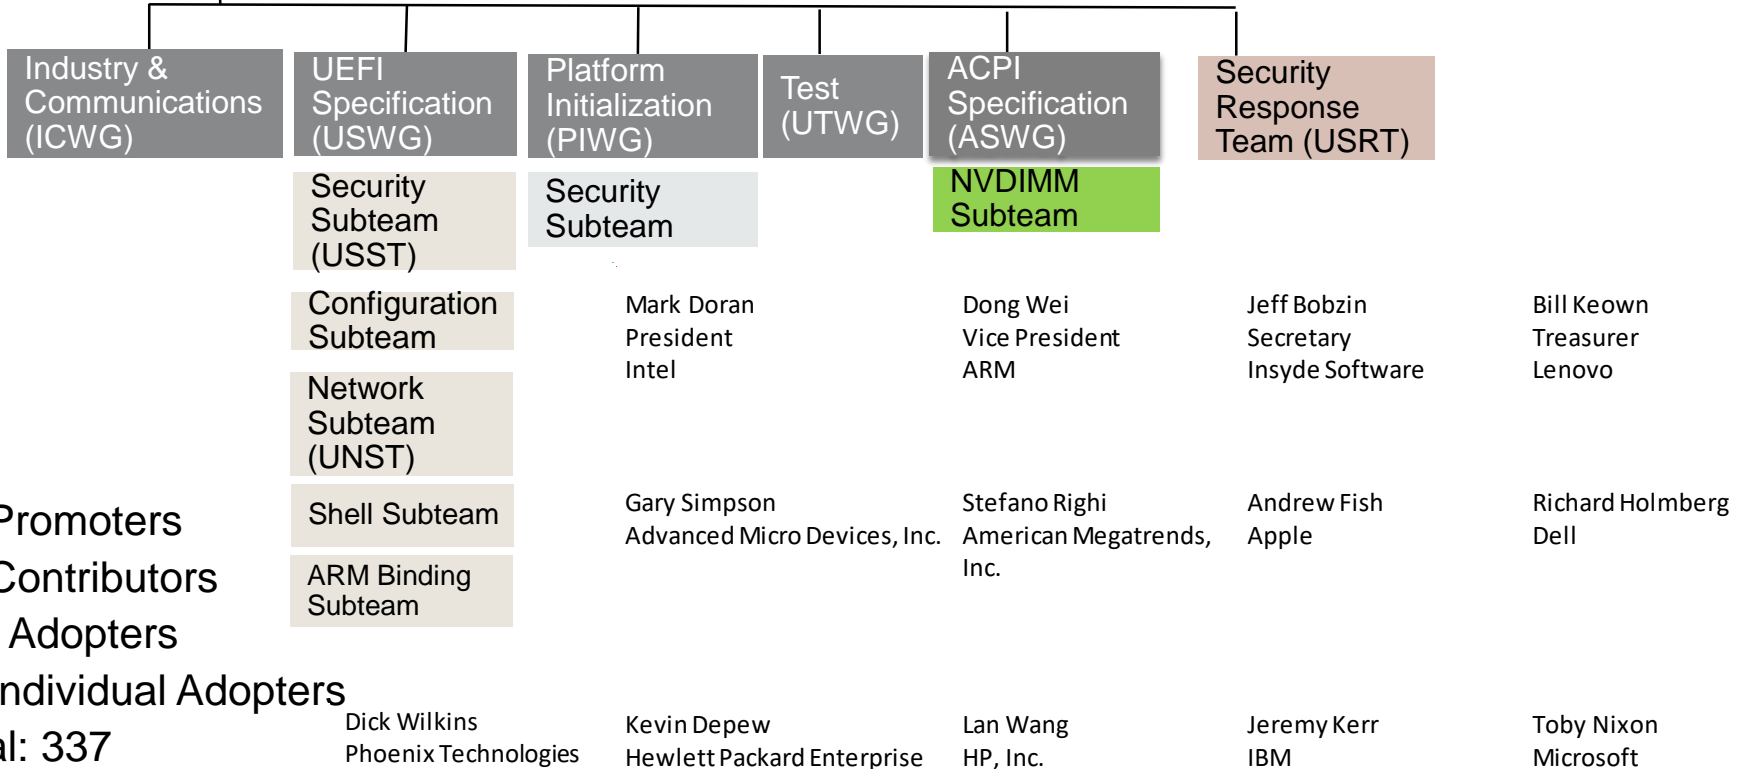 Industry &
Communications
(ICWG)
UEFI
Specification
(USWG)
Platform
Initialization
(PIWG)
Test
(UTWG)
ACPI
Specification
(ASWG)
Security
Response
Team (USRT)
Security
Subteam
(USST)
Security
Subteam
NVDIMM
Subteam
Configuration
Subteam
Network
Subteam
(UNST)
Shell Subteam
ARM Binding
Subteam
Mark Doran
President
Intel
Dong Wei
Vice President
ARM
Jeff Bobzin
Secretary
Insyde Software
Bill Keown
Treasurer
Lenovo
Gary Simpson
Advanced Micro Devices, Inc.
Stefano Righi
American Megatrends,
Inc.
Andrew Fish
Apple
Richard Holmberg
Dell
Promoters
Contributors
Adopters
Individual Adopters
337
Dick Wilkins
Phoenix Technologies
Kevin Depew
Hewlett Packard Enterprise
Lan Wang
HP, Inc.
Jeremy Kerr
IBM
Toby Nixon
Microsoft